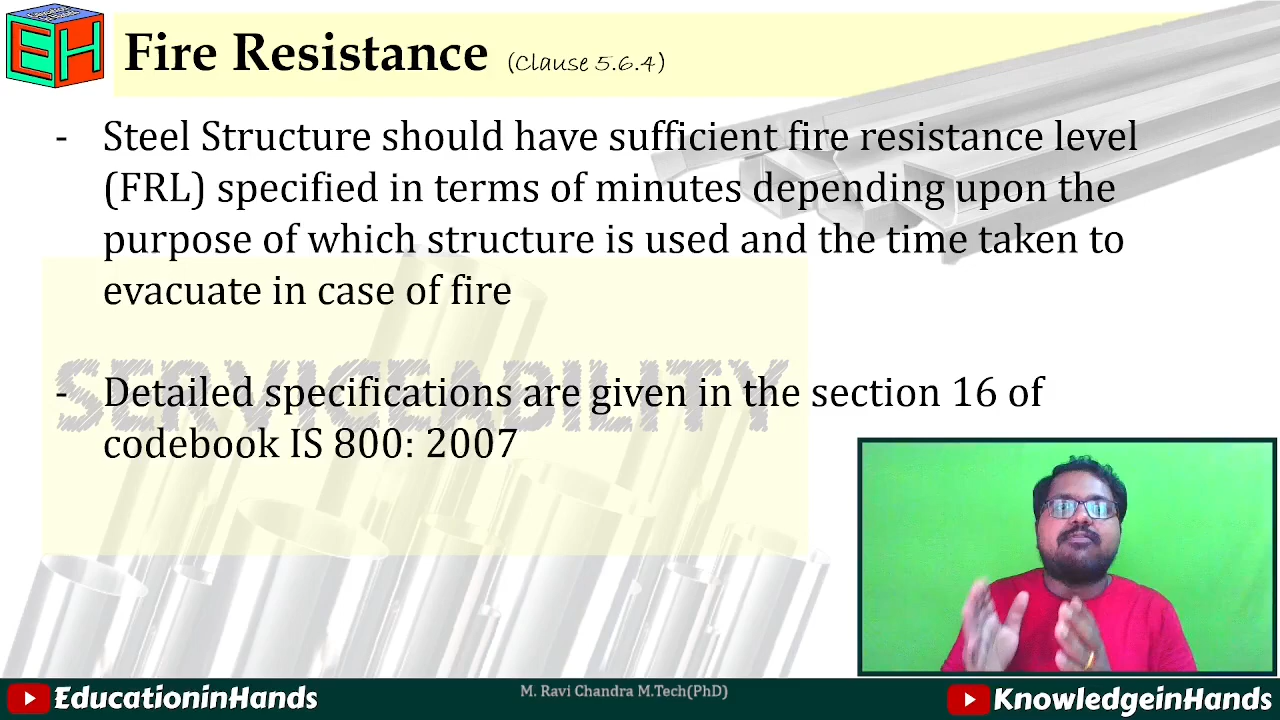 EH
Fire Resistance (Clause 5.6.4)
- Steel Structure should have sufficient fire resistance level
(FRL) specified in terms of minutes depending upon the
purpose of which structure is used and the time taken to
evacuate in case of fire
SERVICEABILITY
- Detailed specifications are given in the section 16 of
codebook IS 800: 2007
EducationinHands
M. Ravi Chandra M.Tech(PhD)
KnowledgeinHands